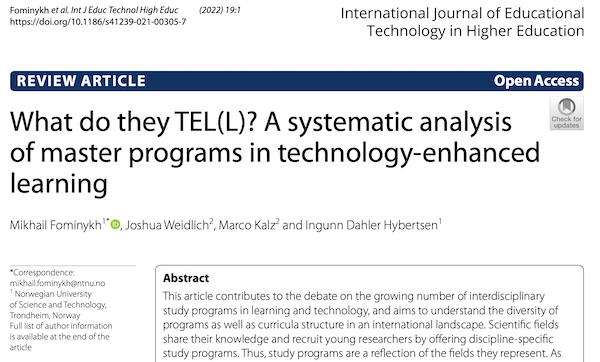 Fominykh et al. Int J Educ Technol High Educ (2022) 19:1
https://doi.org/10.1186/s41239-021-00305-7
International Journal of Educational
Technology in Higher Education
REVIEW ARTICLE
Open Access
Check for
updates
What do they TEL(L)? A systematic analysis
of master programs in technology-enhanced
learning
Mikhail Fominykh1*iD, Joshua Weidlich2, Marco Kalz2 and Ingunn Dahler Hybertsen1
*Correspondence:
mikhail.fominykh@ntnu.no
1 Norwegian University
of Science and Technology,
Trondheim, Norway
Full list of author information
is available at the end of the
article
Abstract
This article contributes to the debate on the growing number of interdisciplinary
study programs in learning and technology, and aims to understand the diversity of
programs as well as curricula structure in an international landscape. Scientific fields
share their knowledge and recruit young researchers by offering discipline-specific
study programs. Thus, study programs are a reflection of the fields they represent. As